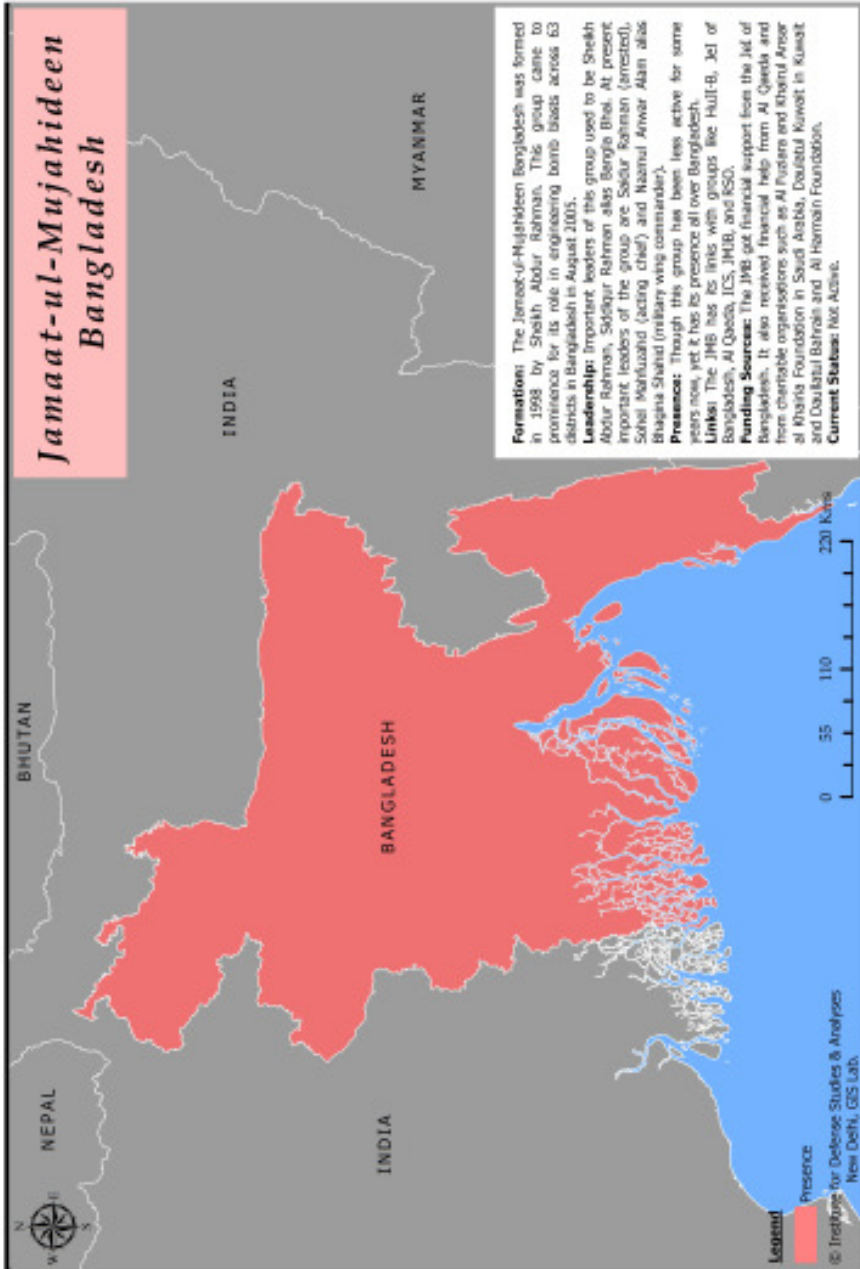 Jamaat-ul-Mujahideen
Bangladesh
NEPAL
BHUTAN
INDIA
MYANMAR
BANGLADESH
INDIA
N
W
E
S
Formation: The Jamaat-ul-Mujahideen Bangladesh was formed
in 1998 by Sheikh Abdur Rahman. This group came to
prominence for its role in engineering bomb blasts across 63
districts in Bangladesh in August 2005.
Leadership: Important leaders of this group used to be Sheikh
Abdur Rahman, Siddiqur Rahman alias Bangla Bhai. At present
important leaders of the group are Saidur Rahman (arrested),
Sohel Mahfuzahd (acting chief) and Nazmul Anwar Alam alias
Bhagina Shahid (military wing commander).
Presence: Though this group has been less active for some
years now, yet it has its presence all over Bangladesh.
Links: The JMB has its links with groups like HuJI-B, JeI of
Bangladesh, Al Qaeda, ICS, JMJB, and RSO.
Funding Sources: The JMB got financial support from the JeI of
Bangladesh. It also received financial help from Al Qaeda and
from charitable organisations such as Al and Khairul Ansar
al Khairia Foundation in Saudi Arabia, Daulatul Kuwait in Kuwait
and Daullatul Bahrain and Al Harmain Foundation.
Current Status: Not Active.
Legend
Presence
0 55 110 220 Kms
© Institute for Defense Studies & Analyses
New Delhi, GIS Lab.